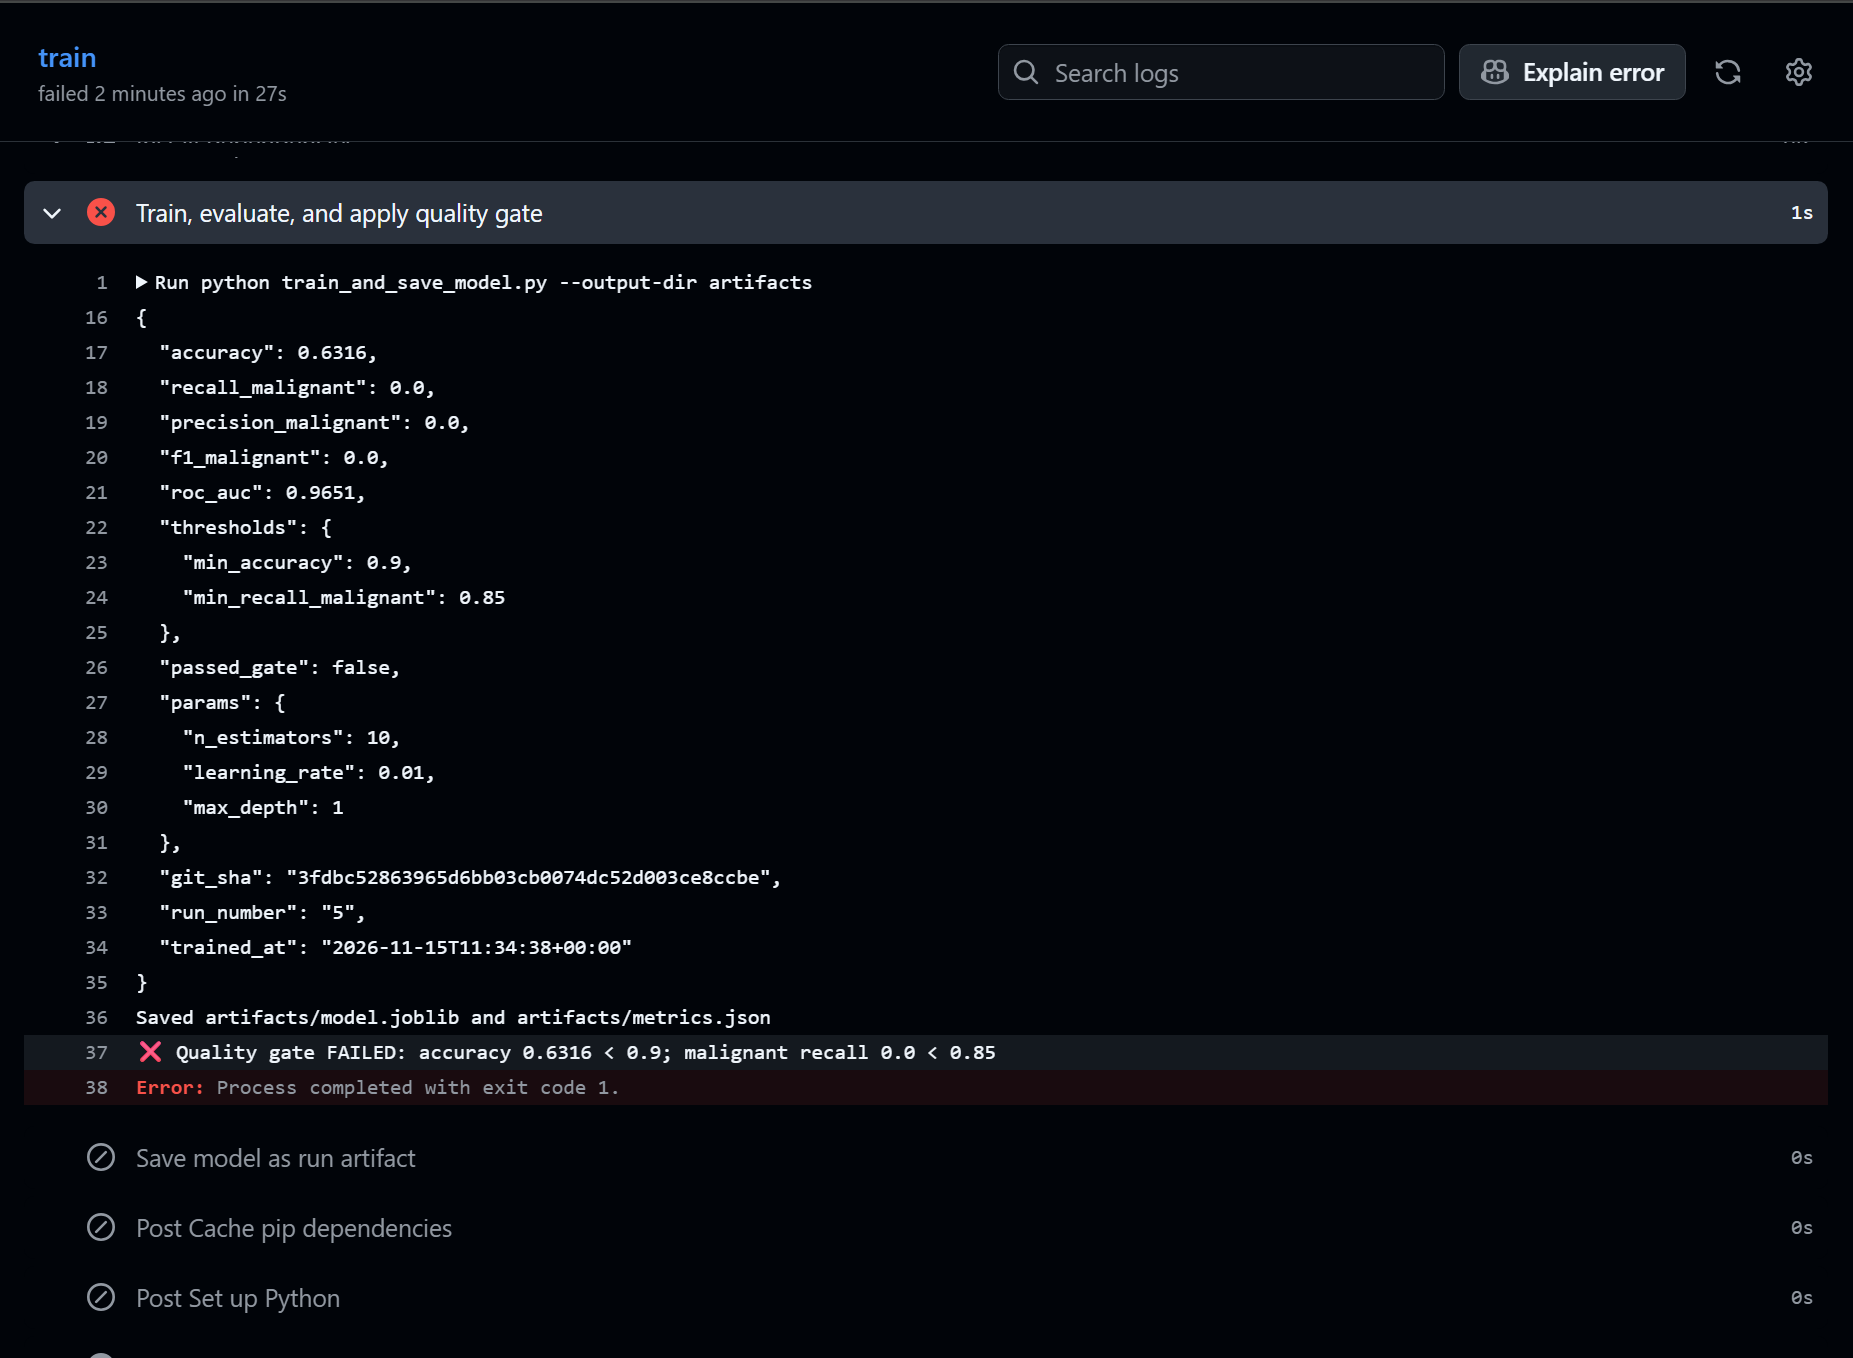 train
failed 2 minutes ago in 27s
Search logs
Explain error
Train, evaluate, and apply quality gate
1s
1 Run python train_and_save_model.py --output-dir artifacts
16 {
17 "accuracy": 0.6316,
18 "recall_malignant": 0.0,
19 "precision_malignant": 0.0,
20 "f1_malignant": 0.0,
21 "roc_auc": 0.9651,
22 "thresholds": {
23 "min_accuracy": 0.9,
24 "min_recall_malignant": 0.85
25 },
26 "passed_gate": false,
27 "params": {
28 "n_estimators": 10,
29 "learning_rate": 0.01,
30 "max_depth": 1
31 },
32 "git_sha": "3fdbc52863965d6bb03cb0074dc52d003ce8ccbe",
33 "run_number": "5",
34 "trained_at": "2026-11-15T11:34:38+00:00"
35 }
36 Saved artifacts/model.joblib and artifacts/metrics.json
37 ❌ Quality gate FAILED: accuracy 0.6316 < 0.9; malignant recall 0.0 < 0.85
38 Error: Process completed with exit code 1.
Save model as run artifact 0s
Post Cache pip dependencies 0s
Post Set up Python 0s